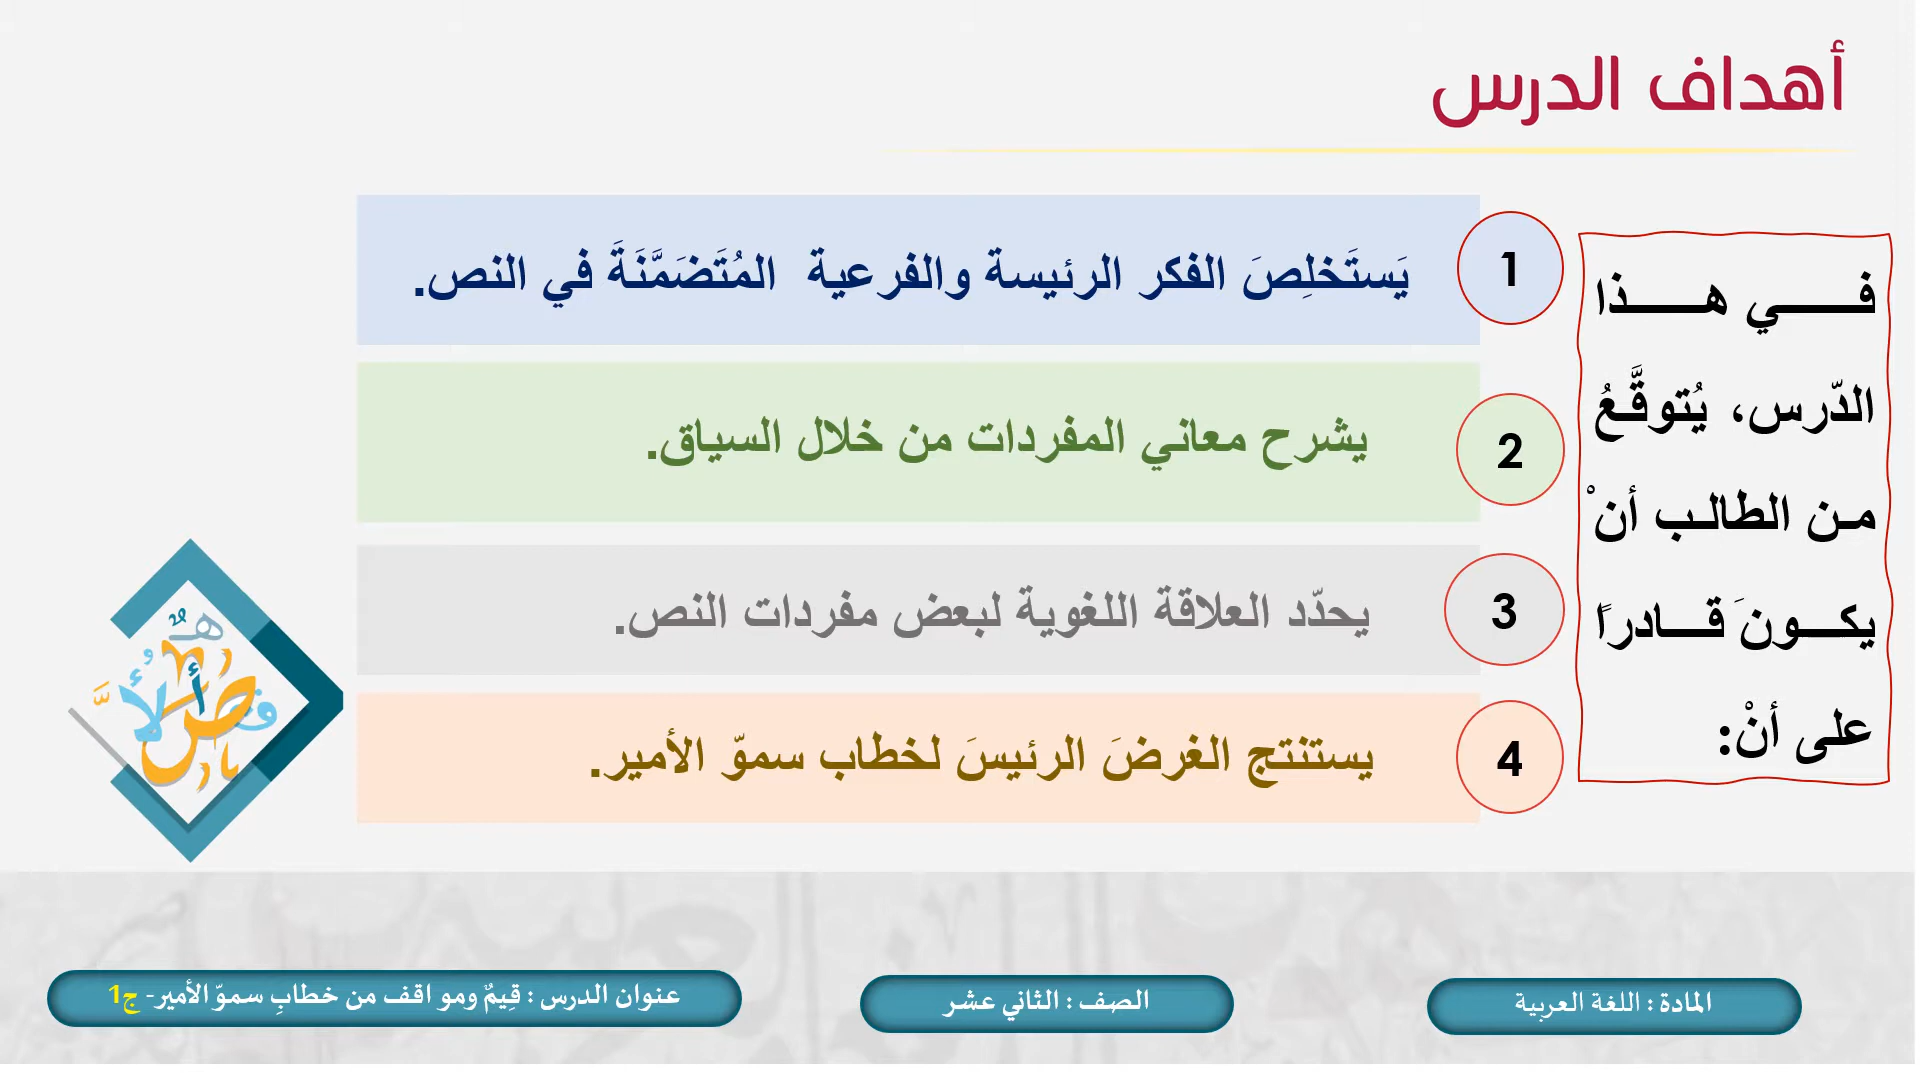 أهداف الدرس
في هذا
الدّرس، يُتوقَّعُ
من الطالب أنْ
يكونَ قادرًا
على أنْ:
1
يَستَخلِصَ الفكر الرئيسة والفرعية المُتَضَمَّنَةَ في النص.
2
يشرح معاني المفردات من خلال السياق.
3
يحدّد العلاقة اللغوية لبعض مفردات النص.
4
يستنتج الغرضَ الرئيسَ لخطاب سموّ الأمير.
المادة : اللغة العربية
الصف : الثاني عشر
عنوان الدرس : قِيمٌ ومواقف من خطابِ سموّ الأمير- ج1